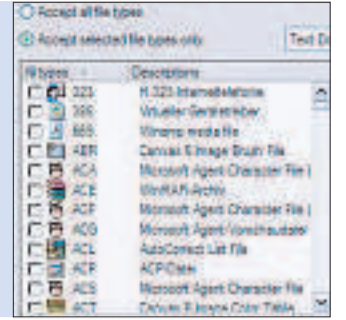 Accept all file types
Accept selected file types only Text Do
Descriptions
323 H.323 Internettelefonie
386 Virtueller Gerätetreiber
669 Winamp media file
ABR Canvas 8 Image Brush File
ACA Microsoft Agent Character File (
ACE WinRAR-Archiv
ACF Microsoft Agent Character File (
ACG Microsoft Agent-Vorschaudatei
ACL AutoCorrect List File
ACP ACP-Datei
ACS Microsoft Agent Character File
ACT Canvas 8 Image Color Table